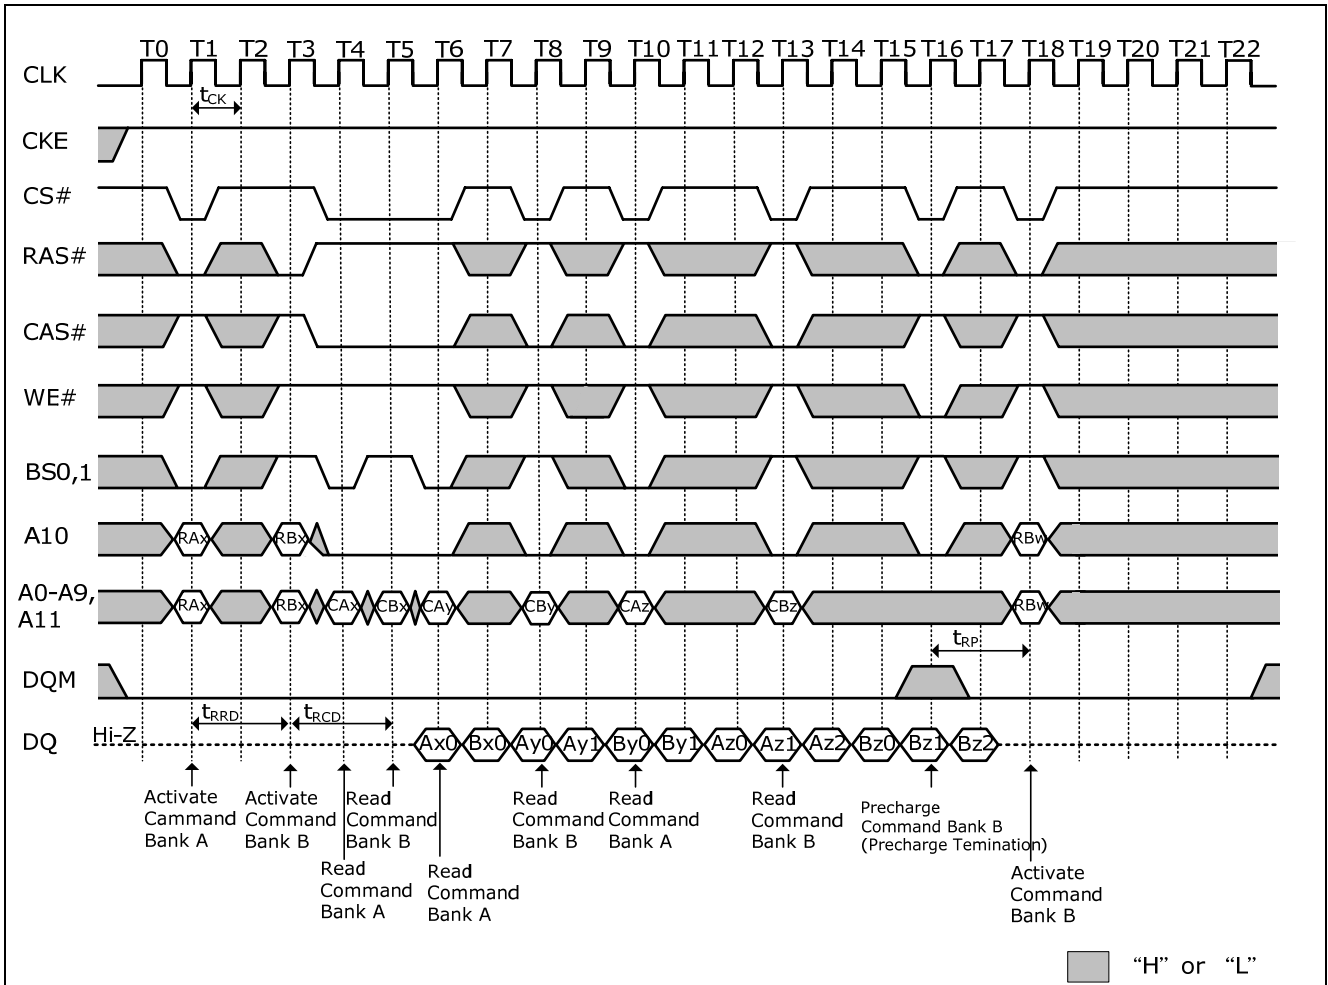 T0 T1 T2 T3 T4 T5 T6 T7 T8 T9 T10 T11 T12 T13 T14 T15 T16 T17 T18 T19 T20 T21 T22
CLK
tCK
CKE
CS#
RAS#
CAS#
WE#
BS0,1
A10
RAx RBx RBw
A0-A9,
A11
RAx RBx CAx CBx CAy CBy CAz CBz RBw
tRP
DQM
tRRD tRCD
DQ
Hi-Z
Ax0 Bx0 Ay0 Ay1 By0 By1 Az0 Az1 Az2 Bz0 Bz1 Bz2
Activate
Cammand
Bank A
Activate
Command
Bank B
Read
Command
Bank A
Read
Command
Bank B
Read
Command
Bank A
Read
Command
Bank B
Read
Command
Bank A
Read
Command
Bank B
Precharge
Command Bank B
(Precharge Temination)
Activate
Command
Bank B
“H” or “L”